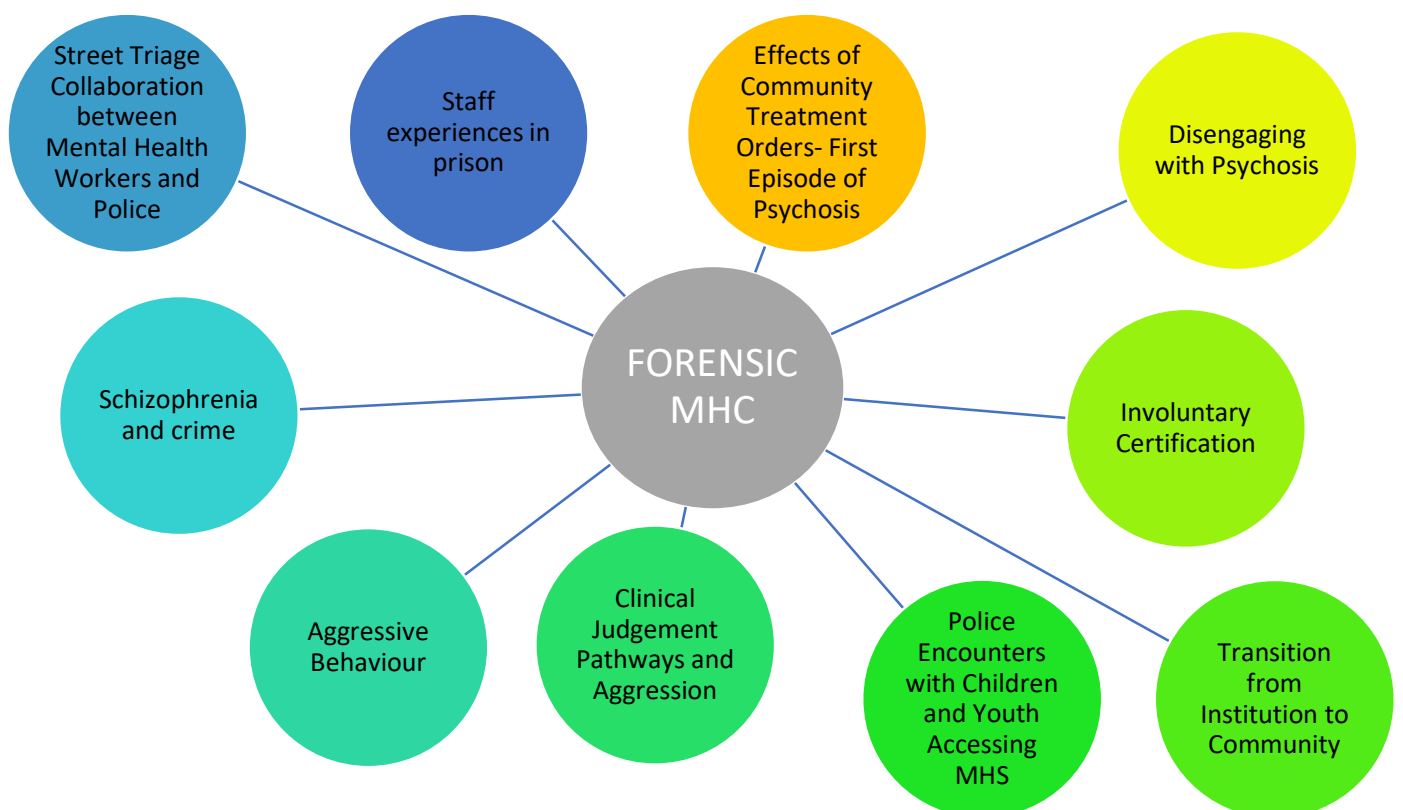 Street Triage
Collaboration
between
Mental Health
Workers and
Police
Staff
experiences in
prison
Effects of
Community
Treatment
Orders- First
Episode of
Psychosis
Disengaging
with Psychosis
FORENSIC
MHC
Schizophrenia
and crime
Involuntary
Certification
Aggressive
Behaviour
Clinical
Judgement
Pathways and
Aggression
Police
Encounters
with Children
and Youth
Accessing
MHS
Transition
from
Institution to
Community